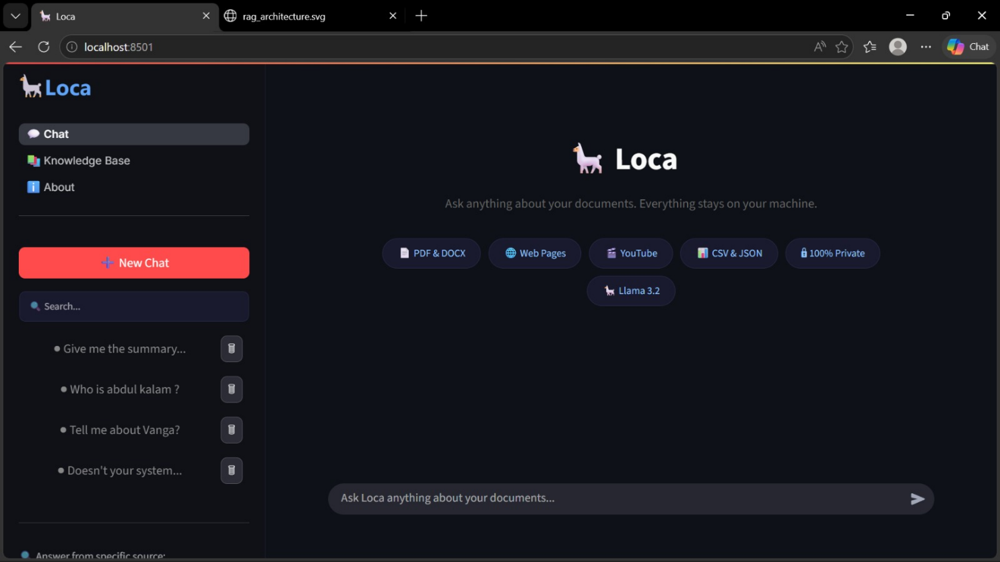 Loca
rag_architecture.svg
localhost:8501
Chat
Loca
Chat
Knowledge Base
About
New Chat
Search...
Give me the summary...
Who is abdul kalam ?
Tell me about Vanga?
Doesn't your system...
Answer from specific source:
Loca
Ask anything about your documents. Everything stays on your machine.
PDF & DOCX
Web Pages
YouTube
CSV & JSON
100% Private
Llama 3.2
Ask Loca anything about your documents...